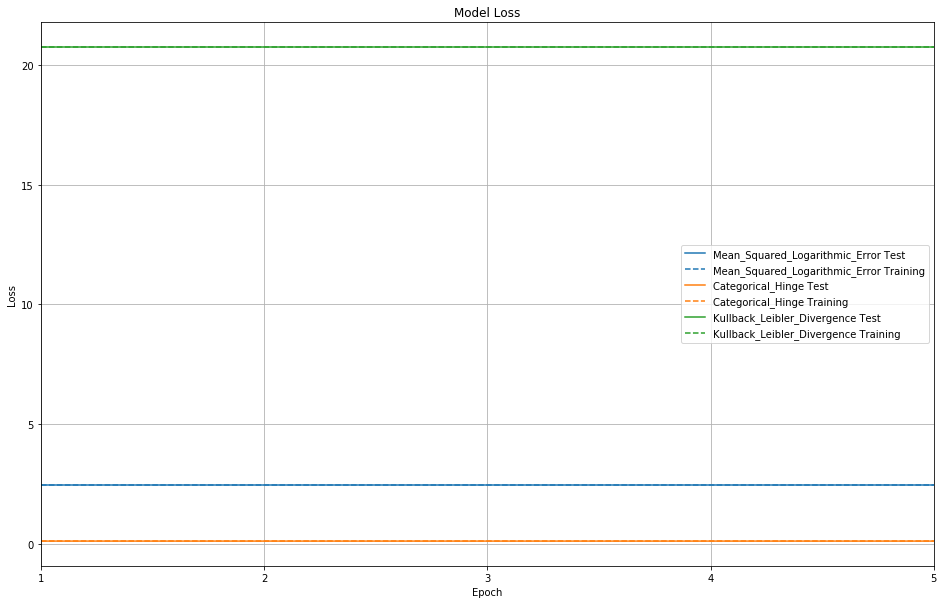 Model Loss
Loss
20
15
10
5
0
Mean_Squared_Logarithmic_Error Test
Mean_Squared_Logarithmic_Error Training
Categorical_Hinge Test
Categorical_Hinge Training
Kullback_Leibler_Divergence Test
Kullback_Leibler_Divergence Training
1 2 3 4 5
Epoch